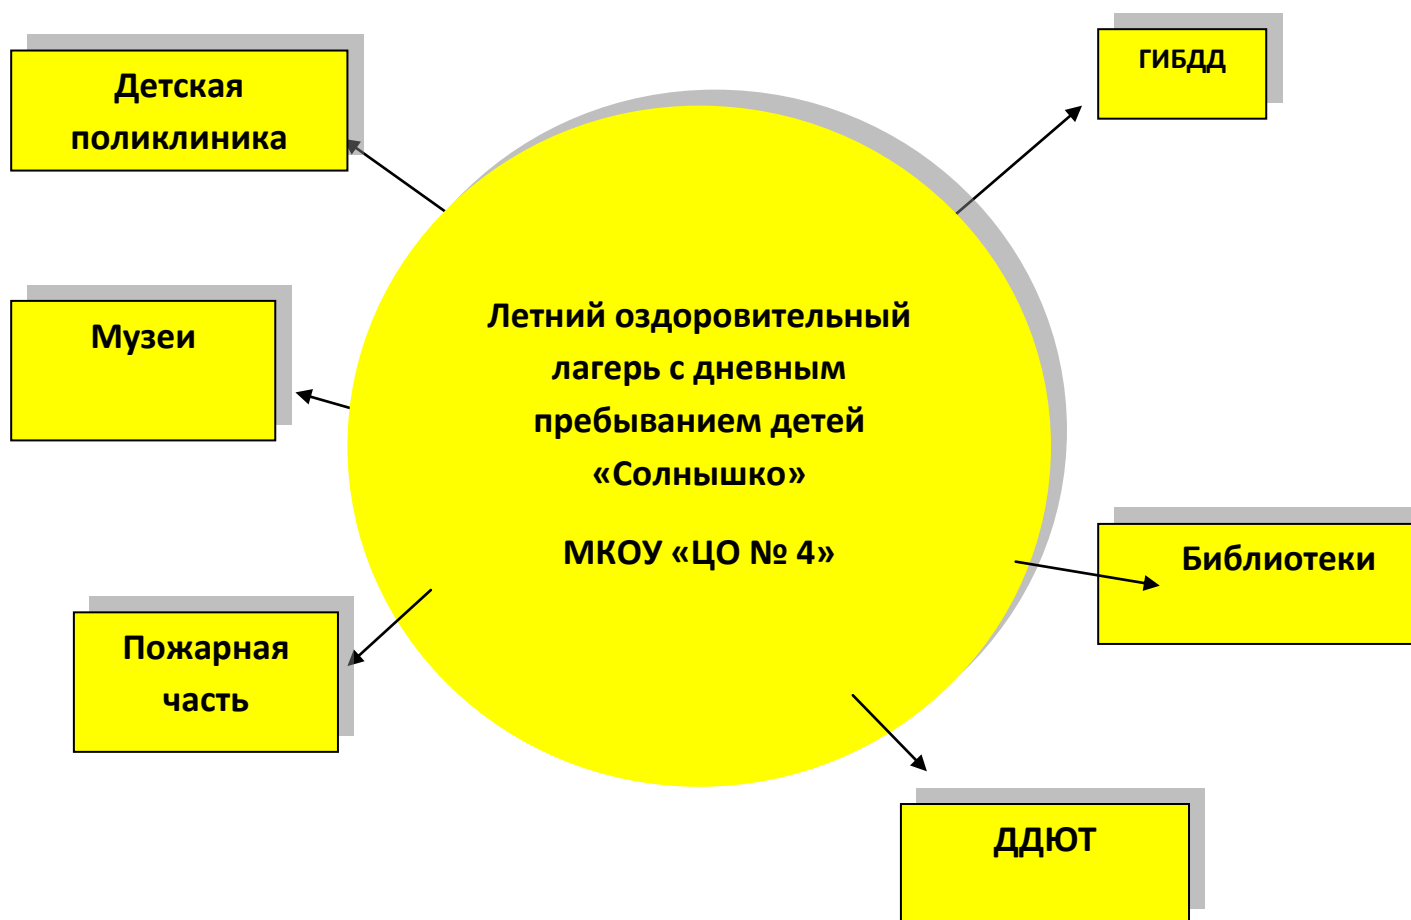 Детская
поликлиника
ГИБДД
Музеи
Летний оздоровительный
лагерь с дневным
пребыванием детей
«Солнышко»
МКОУ «ЦО № 4»
Библиотеки
Пожарная
часть
ДДЮТ